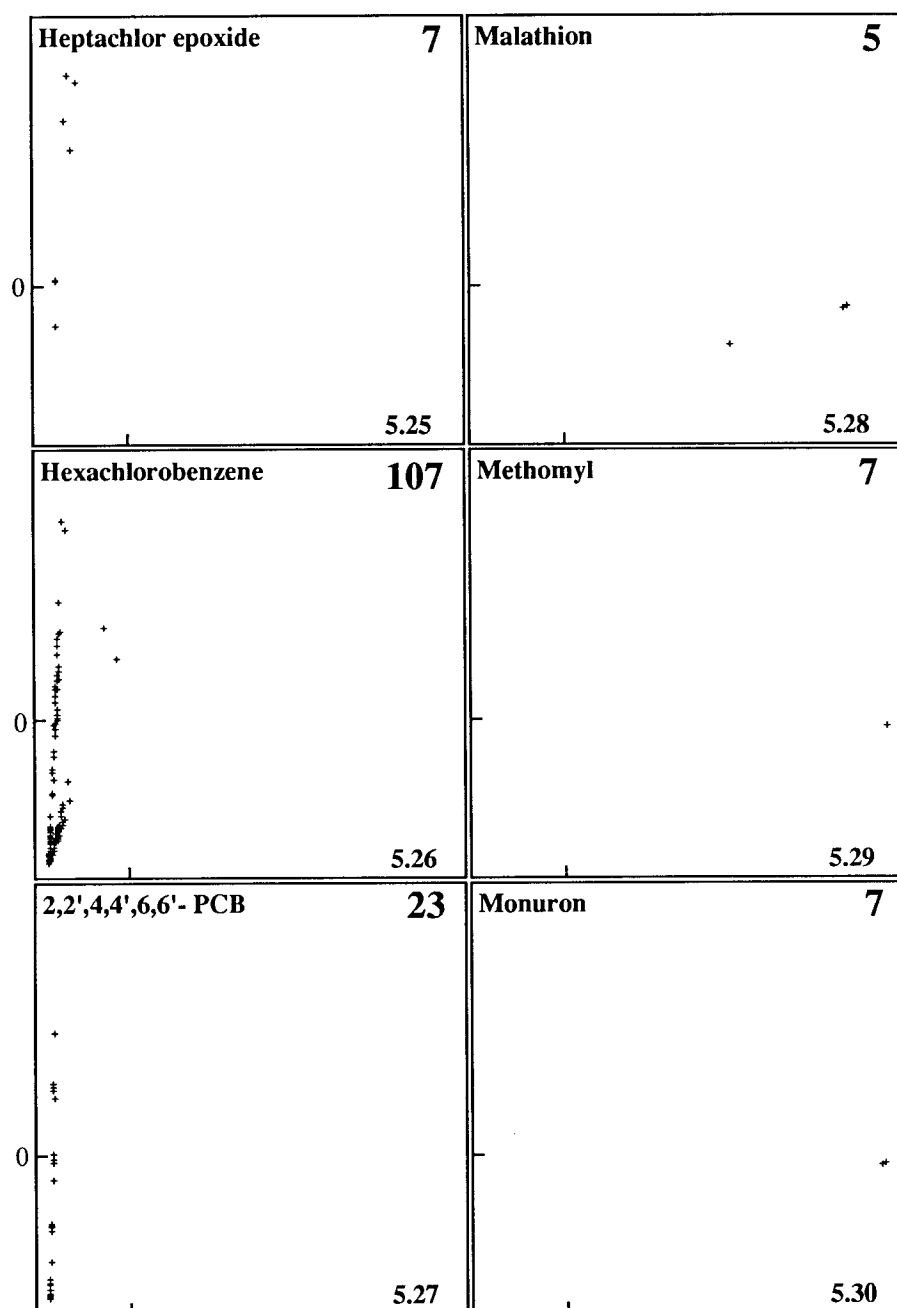 Heptachlor epoxide 7
0
5.25
Malathion 5
5.28
Hexachlorobenzene 107
0
5.26
Methomyl 7
5.29
2,2',4,4',6,6'- PCB 23
0
5.27
Monuron 7
5.30